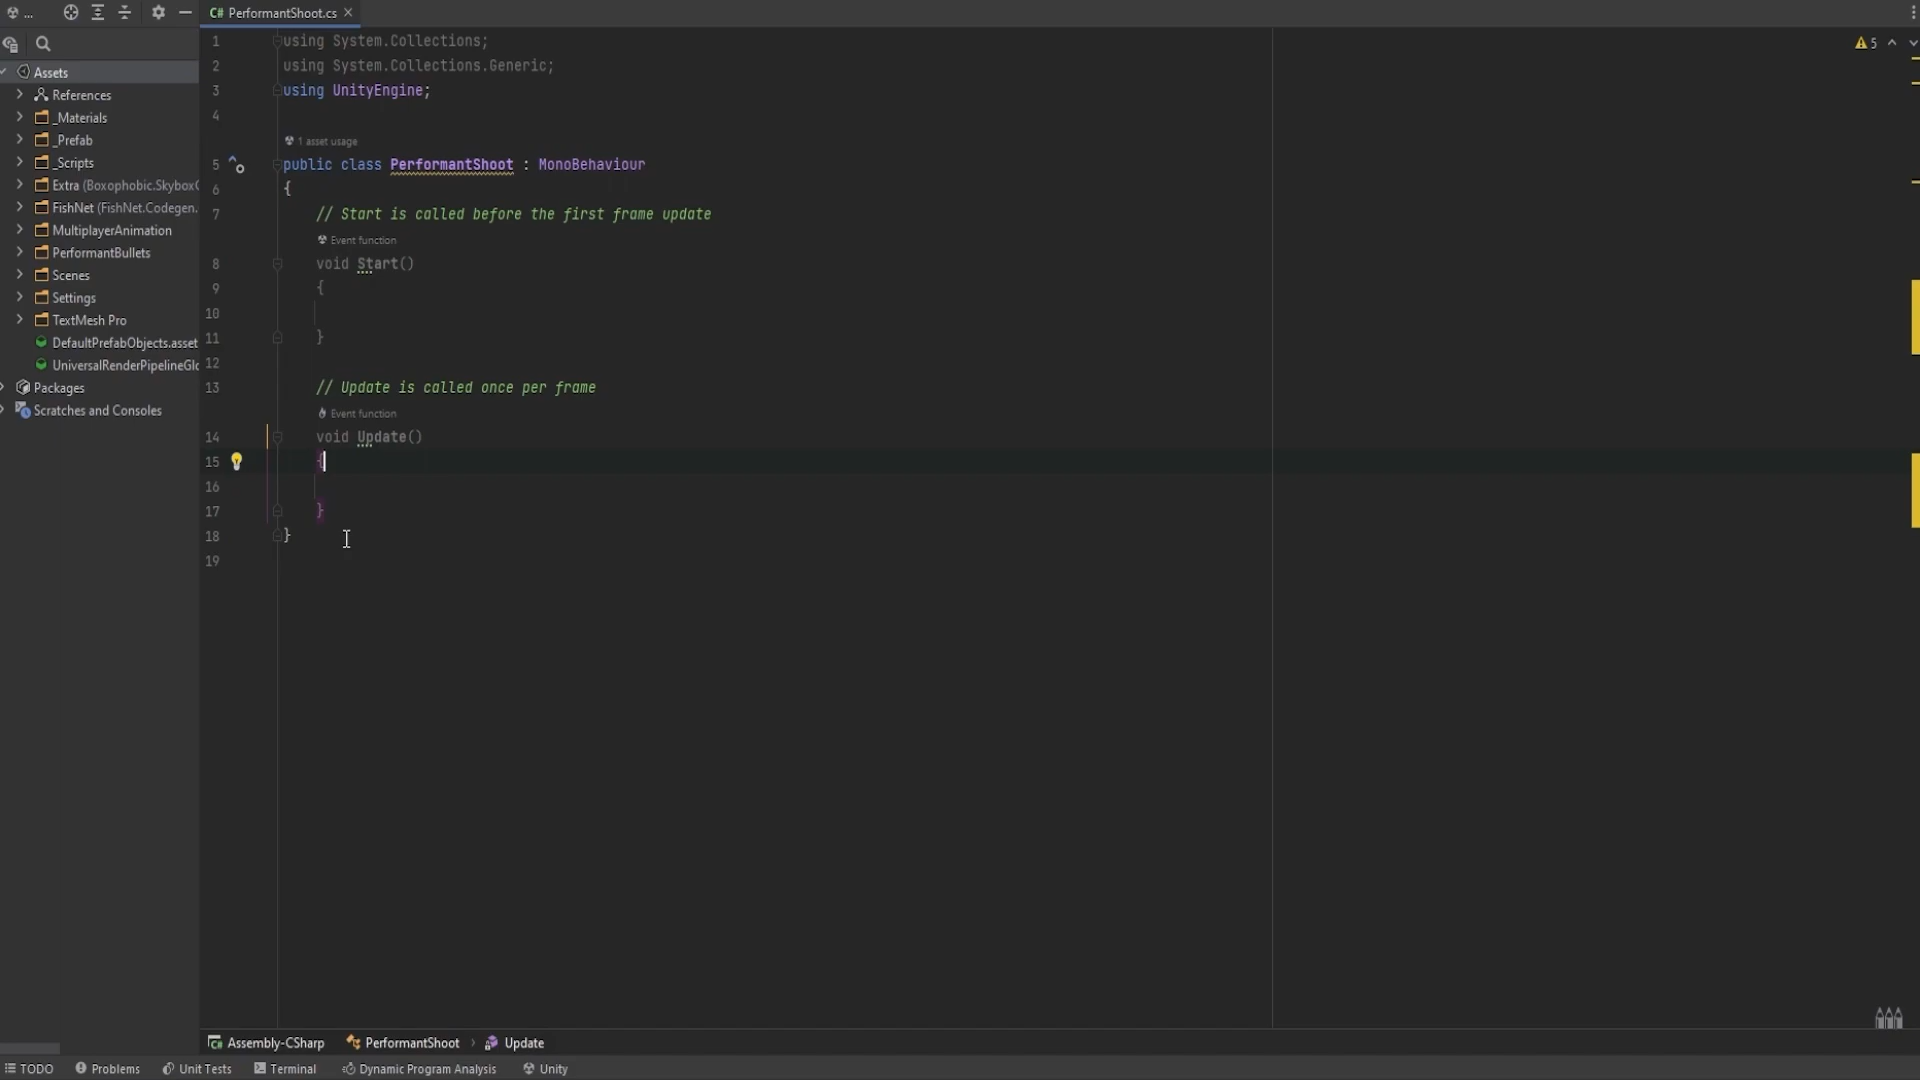 ...
C# PerformantShoot.cs
Assets
References
_Materials
_Prefab
_Scripts
Extra (Boxophobic.Skybox
FishNet (FishNet.Codegen.
MultiplayerAnimation
PerformantBullets
Scenes
Settings
TextMesh Pro
DefaultPrefabObjects.asset
UniversalRenderPipelineGlo
Packages
Scratches and Consoles
1 using System.Collections;
2 using System.Collections.Generic;
3 using UnityEngine;
4
1 asset usage
5 public class PerformantShoot : MonoBehaviour
6 {
7 // Start is called before the first frame update
Event function
8 void Start()
9 {
10
11 }
12
13 // Update is called once per frame
Event function
14 void Update()
15 {
16
17 }
18 }
19
5
Assembly-CSharp PerformantShoot › Update
TODO Problems Unit Tests Terminal Dynamic Program Analysis Unity